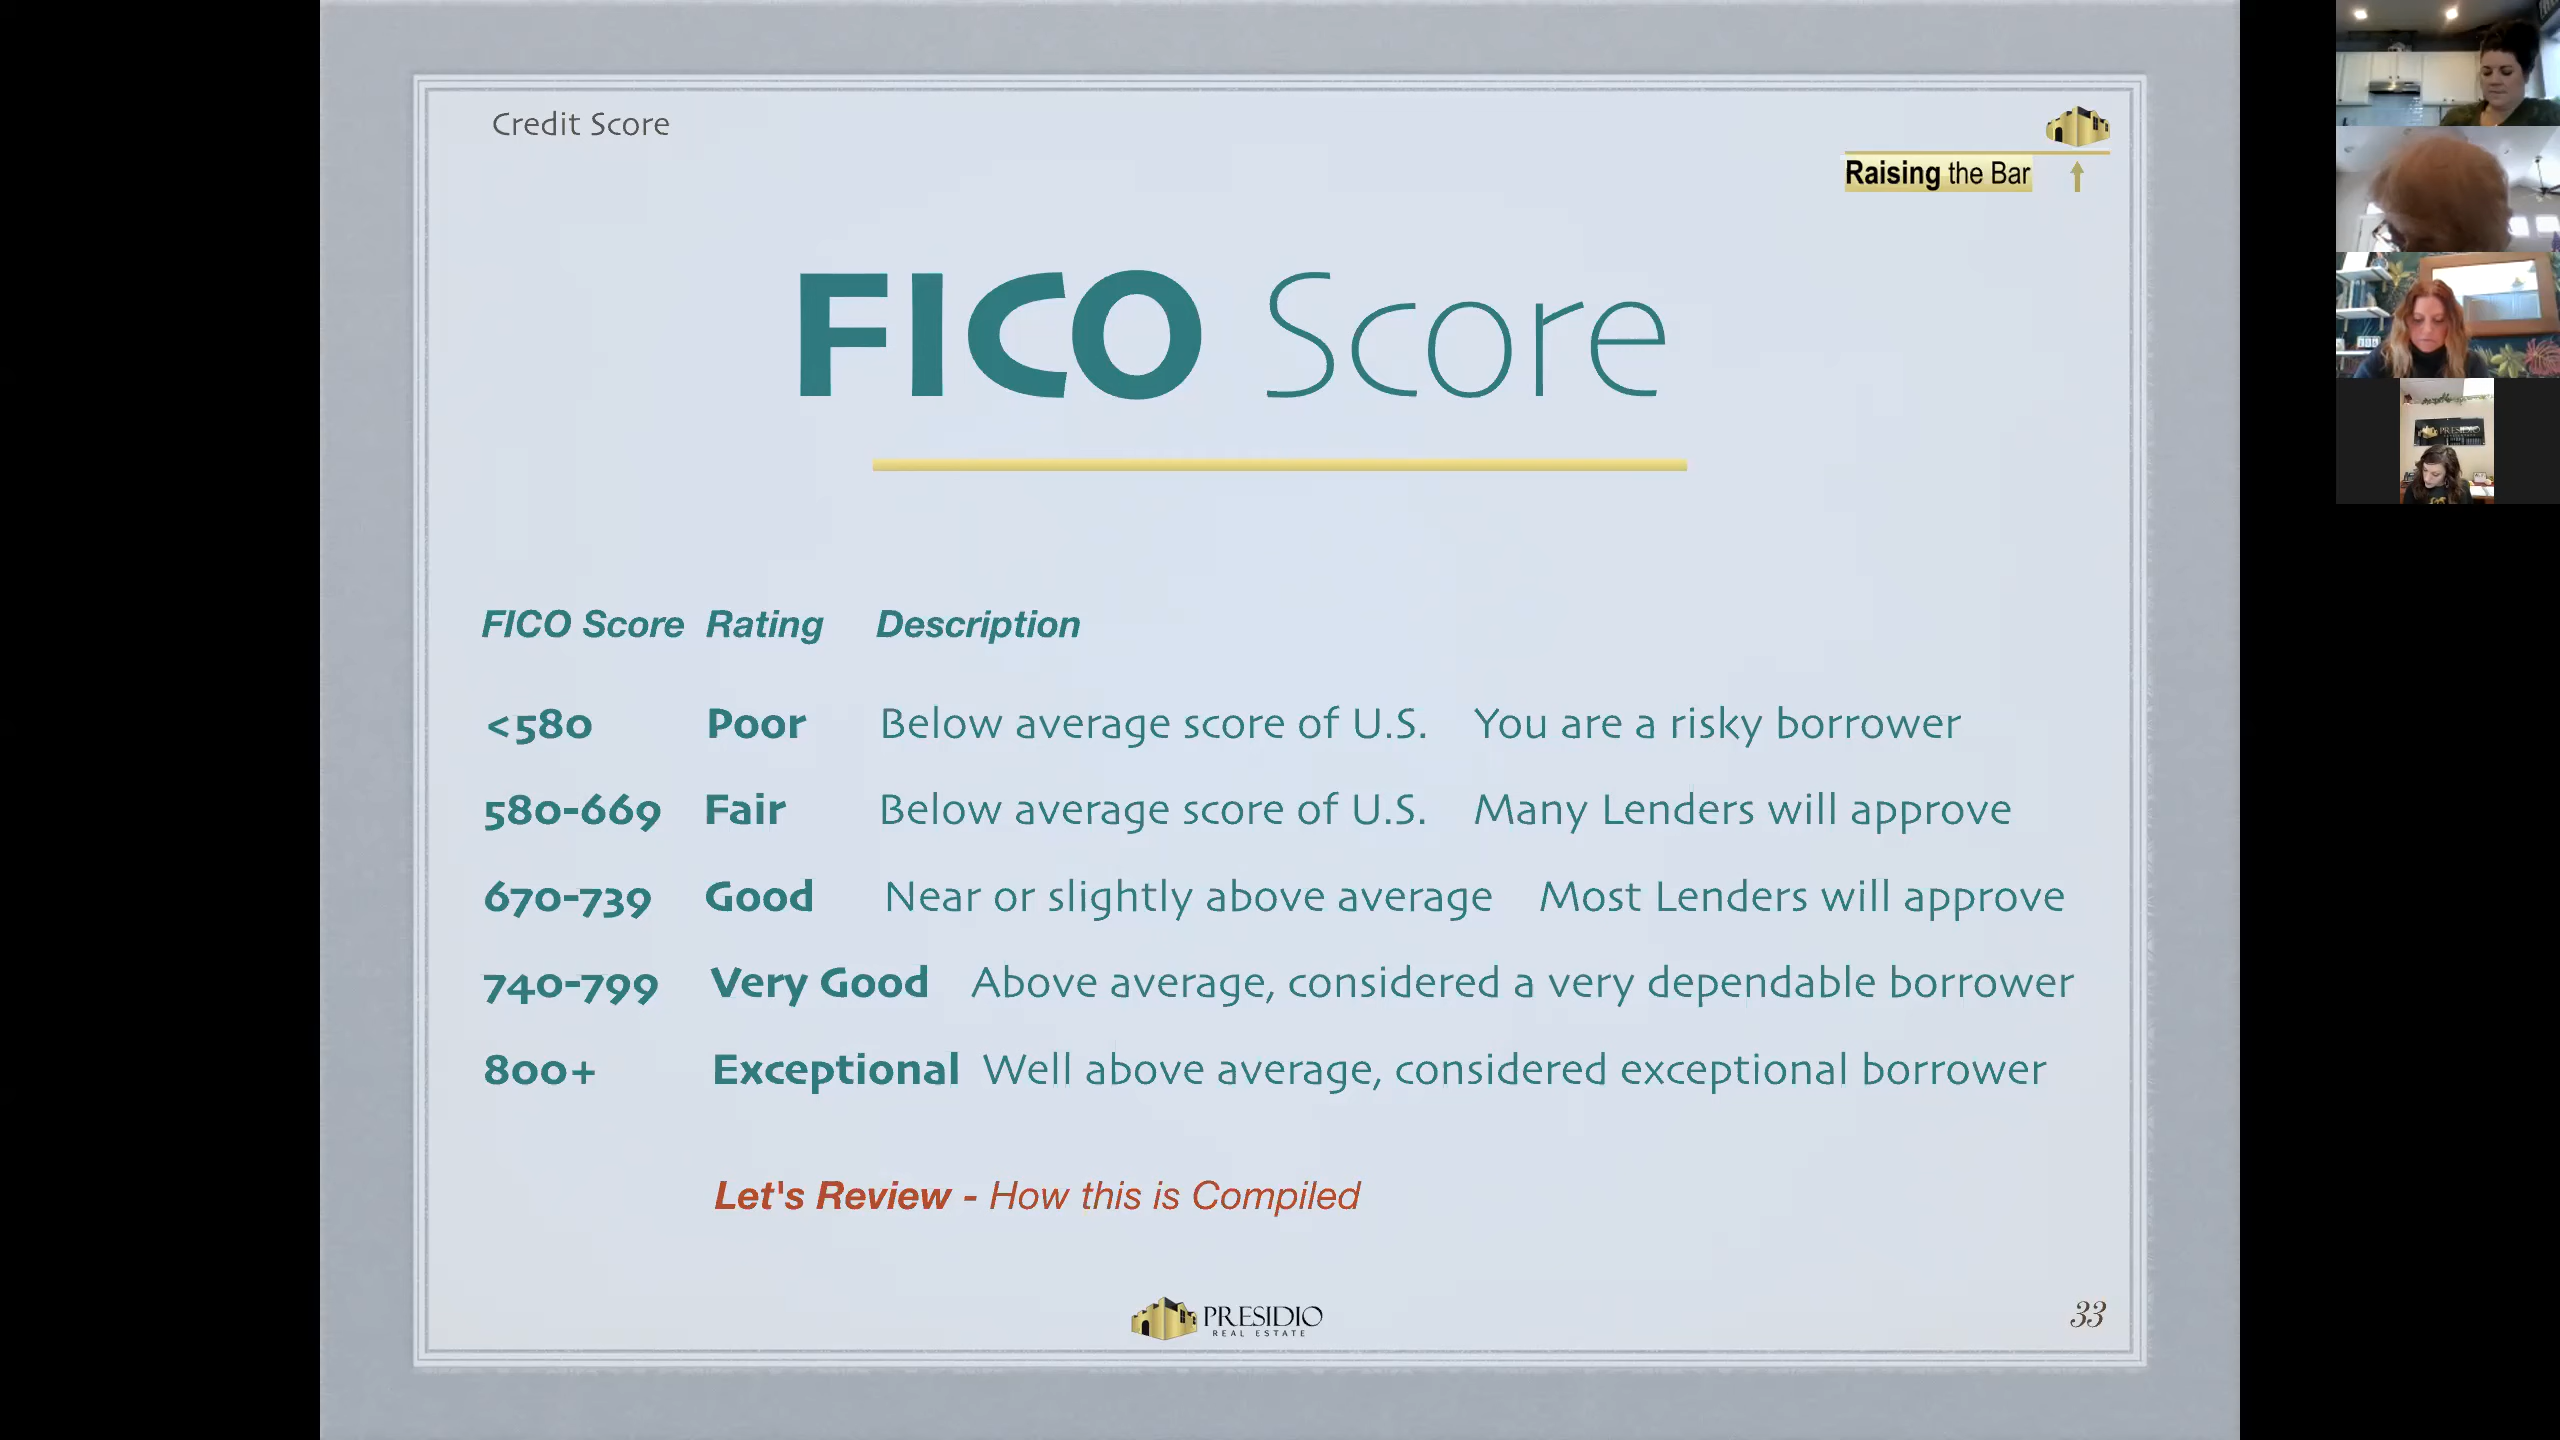 Credit Score
Raising the Bar
FICO Score
FICO Score Rating Description
<580 Poor Below average score of U.S. You are a risky borrower
580-669 Fair Below average score of U.S. Many Lenders will approve
670-739 Good Near or slightly above average Most Lenders will approve
740-799 Very Good Above average, considered a very dependable borrower
800+ Exceptional Well above average, considered exceptional borrower
Let's Review - How this is Compiled
PRESIDIO
REAL ESTATE
33
PRESIDIO